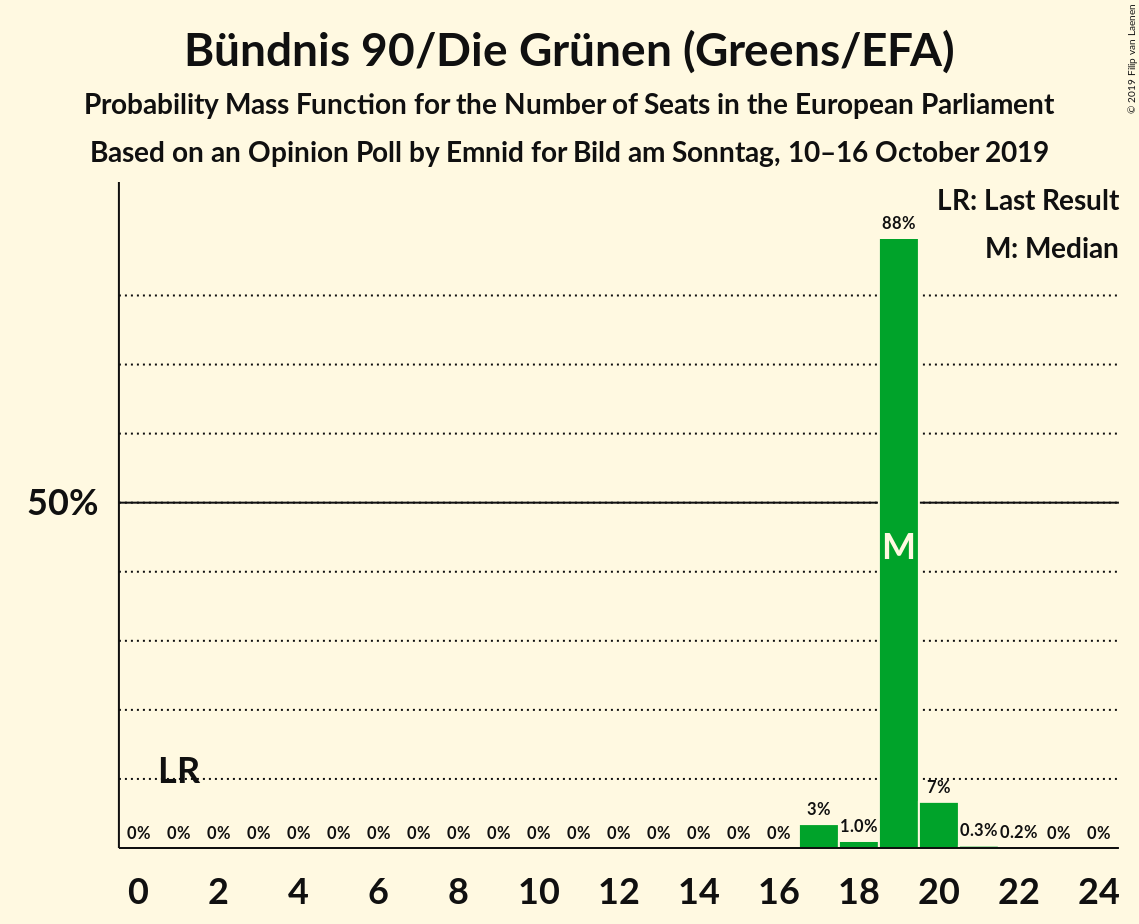 Bündnis 90/Die Grünen (Greens/EFA)
Probability Mass Function for the Number of Seats in the European Parliament
Based on an Opinion Poll by Emnid for Bild am Sonntag, 10–16 October 2019
© 2019 Filip van Laenen
LR: Last Result
M: Median
88%
50%
M
LR
0% 0% 0% 0% 0% 0% 0% 0% 0% 0% 0% 0% 0% 0% 0% 0% 0% 3% 1.0% 7% 0.3% 0.2% 0% 0%
0 2 4 6 8 10 12 14 16 18 20 22 24